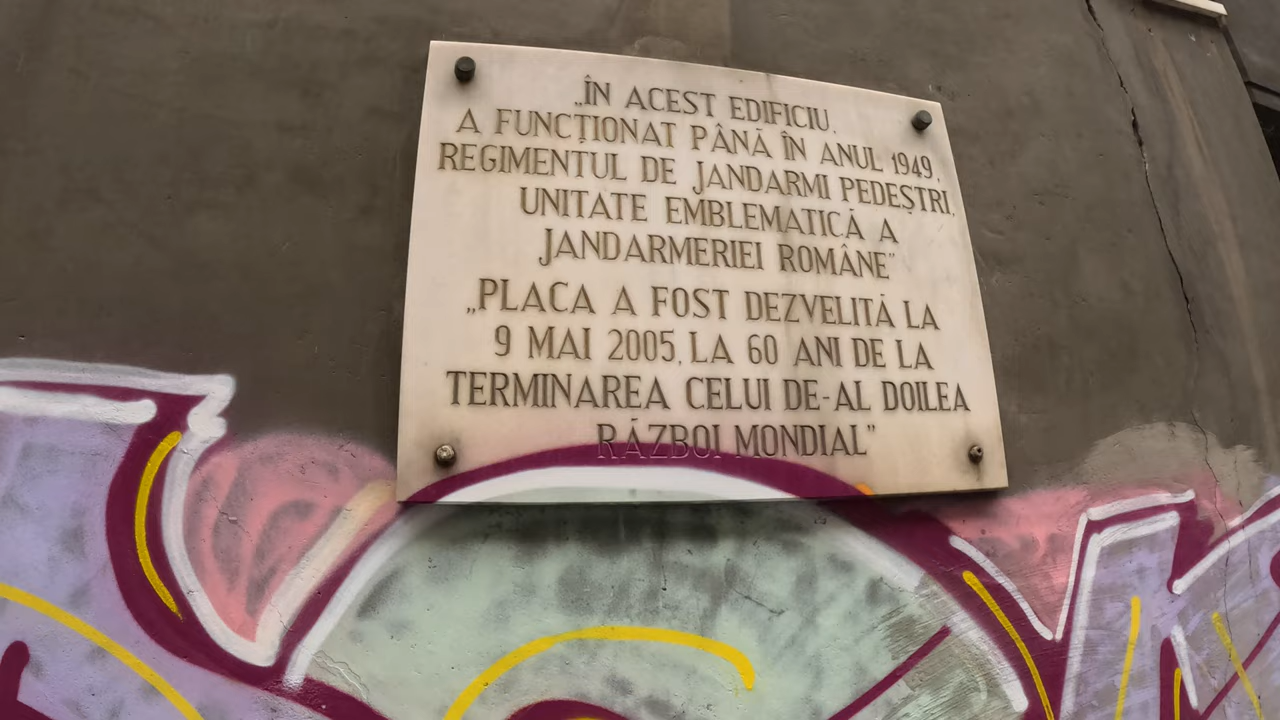 „ÎN ACEST EDIFICIU,
A FUNCȚIONAT PÂNĂ ÎN ANUL 1949,
REGIMENTUL DE JANDARMI PEDEȘTRI,
UNITATE EMBLEMATICĂ A
JANDARMERIEI ROMÂNE”
„PLACA A FOST DEZVELITĂ LA
9 MAI 2005, LA 60 ANI DE LA
TERMINAREA CELUI DE-AL DOILEA
RĂZBOI MONDIAL”